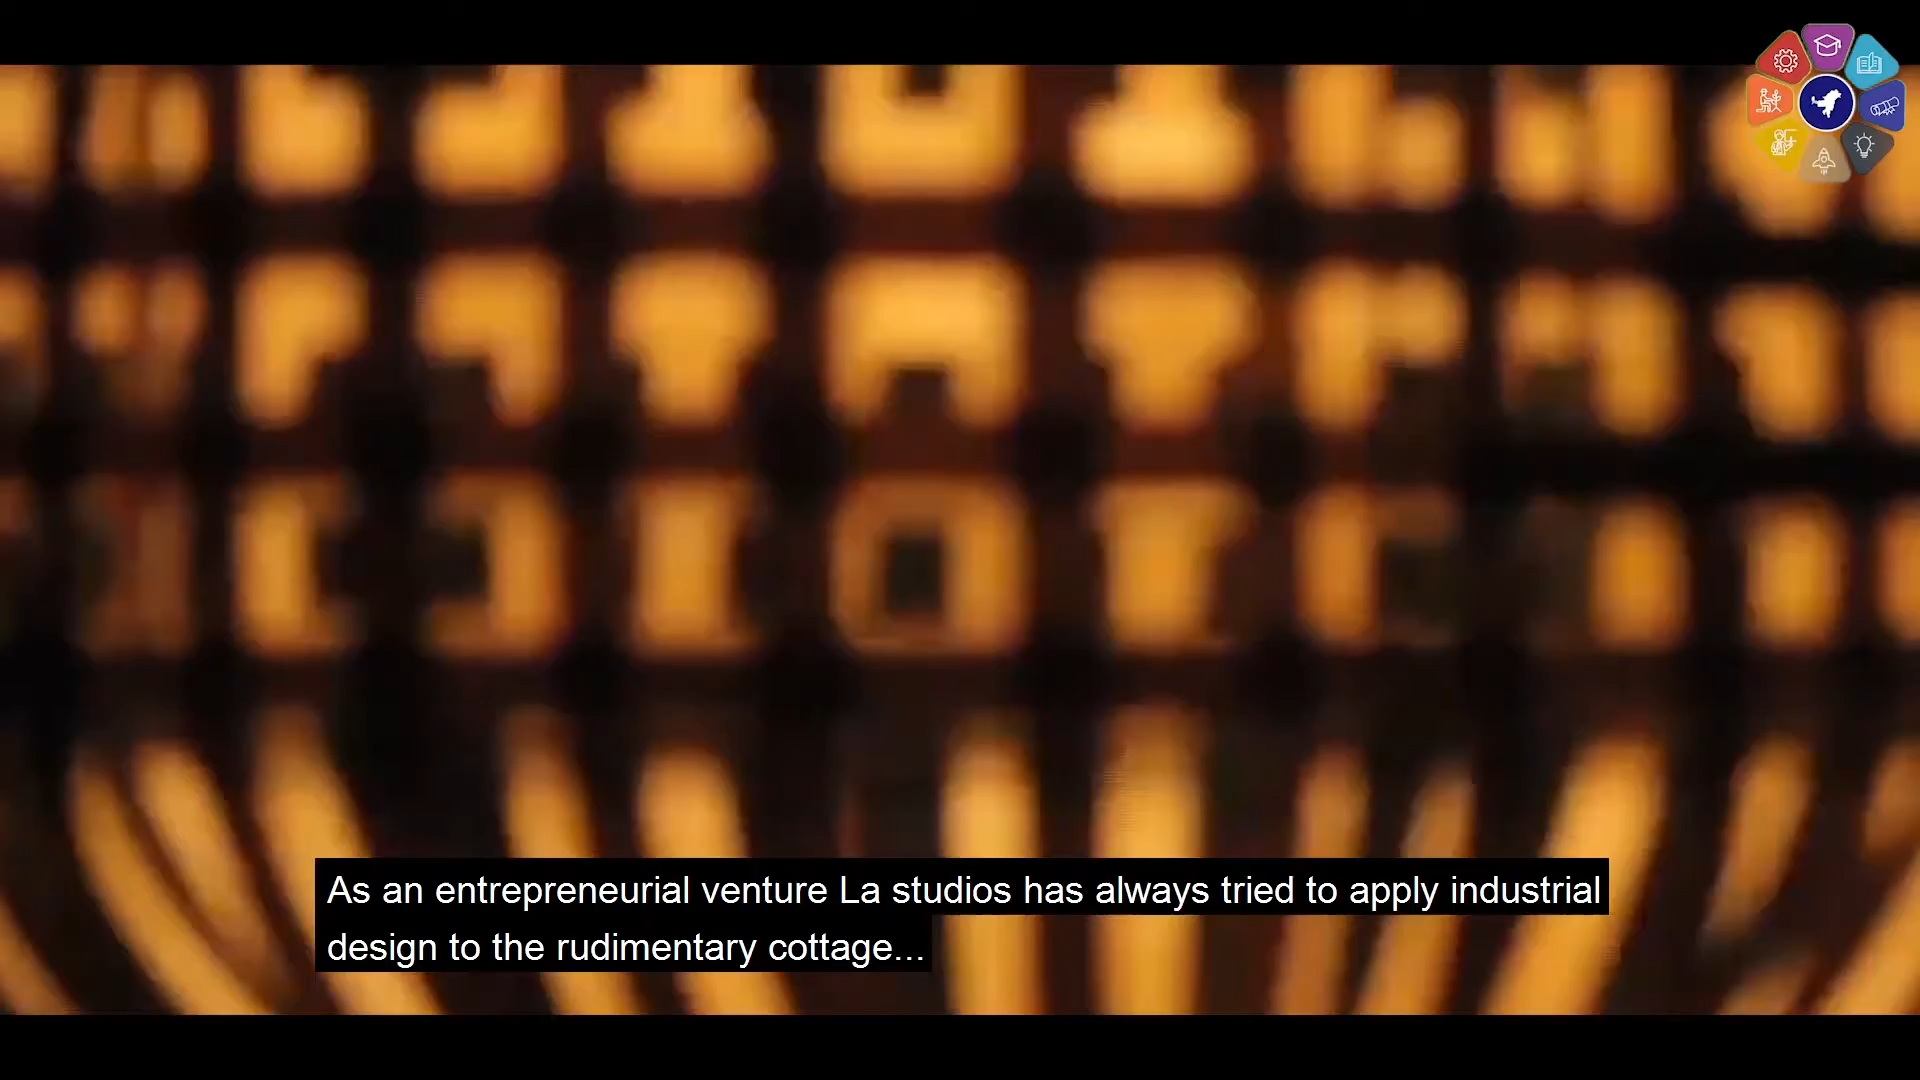 As an entrepreneurial venture La studios has always tried to apply industrial
design to the rudimentary cottage...